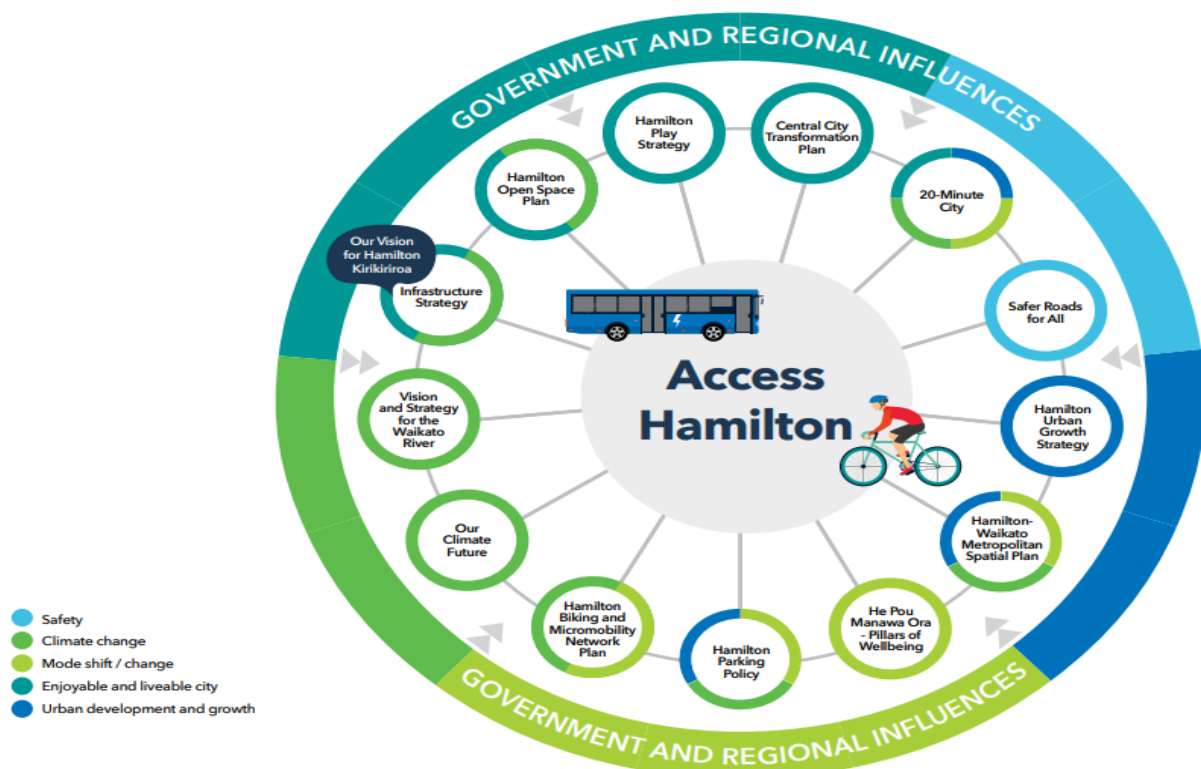 GOVERNMENT AND REGIONAL INFLUENCES
Hamilton
Play
Strategy
Central City
Transformation
Plan
Hamilton
Open Space
Plan
20-Minute
City
Our Vision
for Hamilton
Kirikiriroa
Infrastructure
Strategy
Safer Roads
for All
Access
Hamilton
Vision
and Strategy
for the
Waikato
River
Hamilton
Urban
Growth
Strategy
Our
Climate
Future
Hamilton-
Waikato
Metropolitan
Spatial Plan
Hamilton
Biking and
Micromobility
Network
Plan
Hamilton
Parking
Policy
He Pou
Manawa Ora
- Pillars of
Wellbeing
GOVERNMENT AND REGIONAL INFLUENCES
Safety
Climate change
Mode shift / change
Enjoyable and liveable city
Urban development and growth